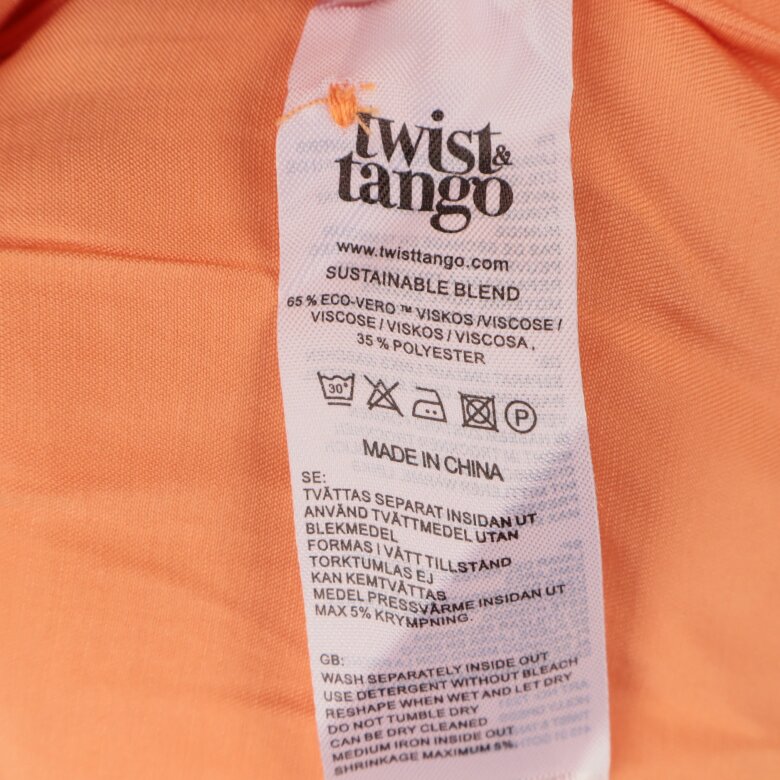 twist &
tango
www.twisttango.com
SUSTAINABLE BLEND
65 % ECO-VERO ™ VISKOS /VISCOSE /
VISCOSE / VISKOS / VISCOSA ,
35 % POLYESTER
30°
P
MADE IN CHINA
SE:
TVÄTTAS SEPARAT INSIDAN UT
ANVÄND TVÄTTMEDEL UTAN
BLEKMEDEL
FORMAS I VÅTT TILLSTÅND
TORKTUMLAS EJ
KAN KEMTVÄTTAS
MEDEL PRESSVÄRME INSIDAN UT
MAX 5% KRYMPNING.
GB:
WASH SEPARATELY INSIDE OUT
USE DETERGENT WITHOUT BLEACH
RESHAPE WHEN WET AND LET DRY
DO NOT TUMBLE DRY
CAN BE DRY CLEANED
MEDIUM IRON INSIDE OUT
SHRINKAGE MAXIMUM 5%.